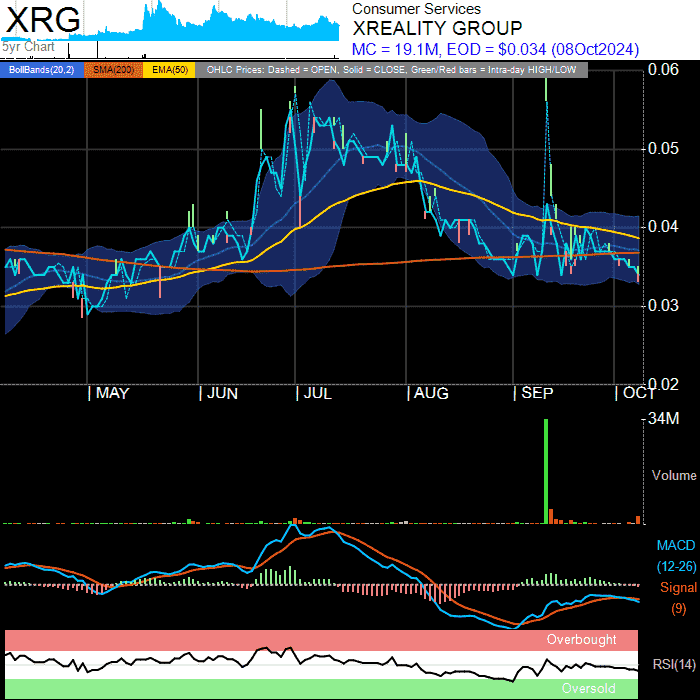 XRG
5yr Chart
Consumer Services
XREALITY GROUP
MC = 19.1M, EOD = $0.034 (08Oct2024)
BollBands(20,2) SMA(200) EMA(50) OHLC Prices: Dashed = OPEN, Solid = CLOSE, Green/Red bars = Intra-day HIGH/LOW
0.06
0.05
0.04
0.03
0.02
| MAY | JUN | JUL | AUG | SEP | OCT
34M
Volume
MACD
(12-26)
Signal
(9)
Overbought
RSI(14)
Oversold